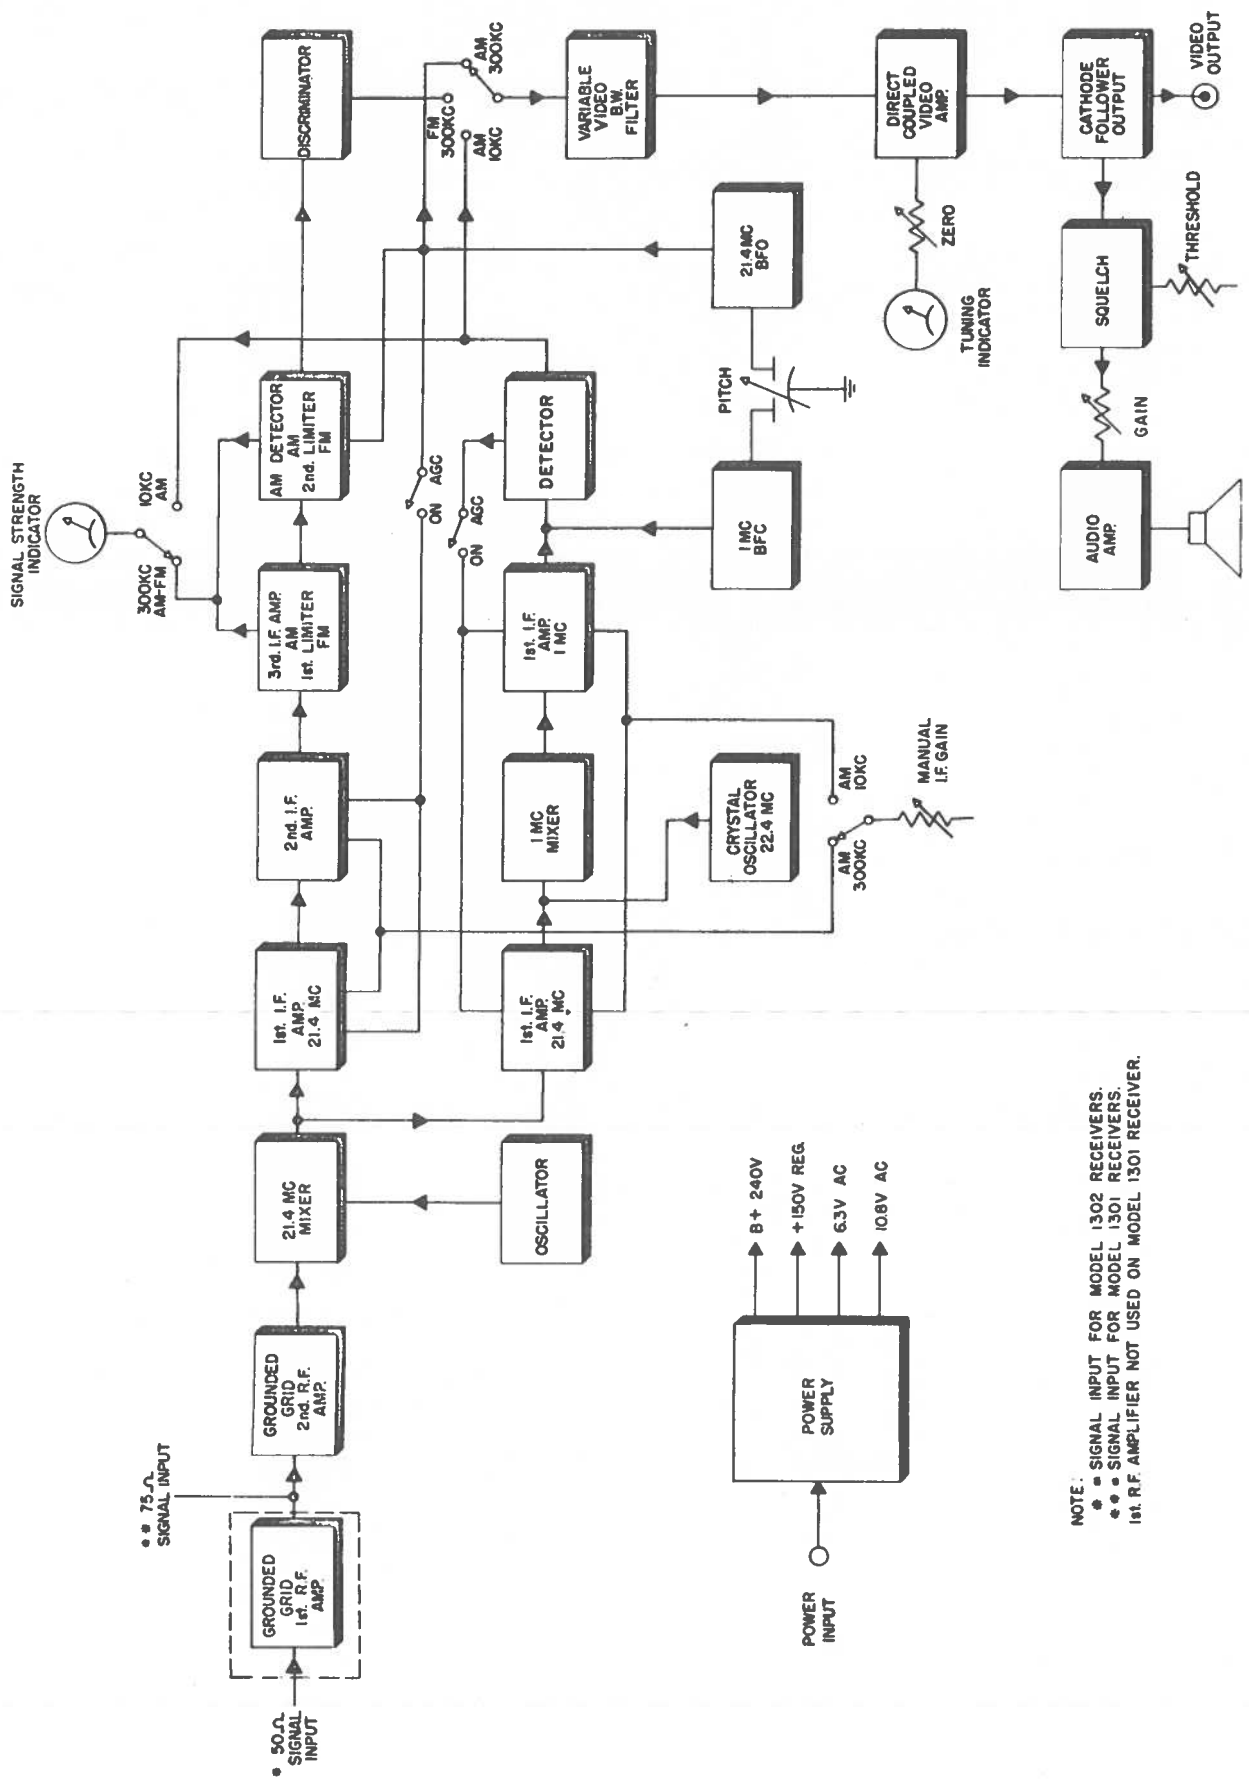 SIGNAL STRENGTH
INDICATOR
300KC
AM-FM
10KC
AM
* 50Ω
SIGNAL
INPUT
* * 75Ω
SIGNAL INPUT
GROUNDED
GRID
1st. R.F.
AMP.
GROUNDED
GRID
2nd. R.F.
AMP.
21.4 MC
MIXER
1st. I.F.
AMP.
21.4 MC
2nd. I.F.
AMP.
3rd. I.F. AMP.
AM
1st. LIMITER
FM
AM DETECTOR
AM
2nd. LIMITER
FM
DISCRIMINATOR
ON
AGC
FM
300KC
AM
300KC
AM
10KC
ON
AGC
OSCILLATOR
1st. I.F.
AMP.
21.4 MC
1 MC
MIXER
1st. I.F.
AMP.
1 MC
DETECTOR
VARIABLE
VIDEO
B.W.
FILTER
CRYSTAL
OSCILLATOR
22.4 MC
1 MC
BFC
PITCH
21.4 MC
BFO
AM
300KC
AM
10KC
MANUAL
I.F. GAIN
DIRECT
COUPLED
VIDEO
AMP.
ZERO
TUNING
INDICATOR
POWER
INPUT
POWER
SUPPLY
B+ 240V
+150V REG.
6.3V AC
10.8V AC
CATHODE
FOLLOWER
OUTPUT
VIDEO
OUTPUT
SQUELCH
THRESHOLD
GAIN
AUDIO
AMP.
NOTE:
* = SIGNAL INPUT FOR MODEL 1302 RECEIVERS.
* * = SIGNAL INPUT FOR MODEL 1301 RECEIVERS.
1st. R.F. AMPLIFIER NOT USED ON MODEL 1301 RECEIVER.